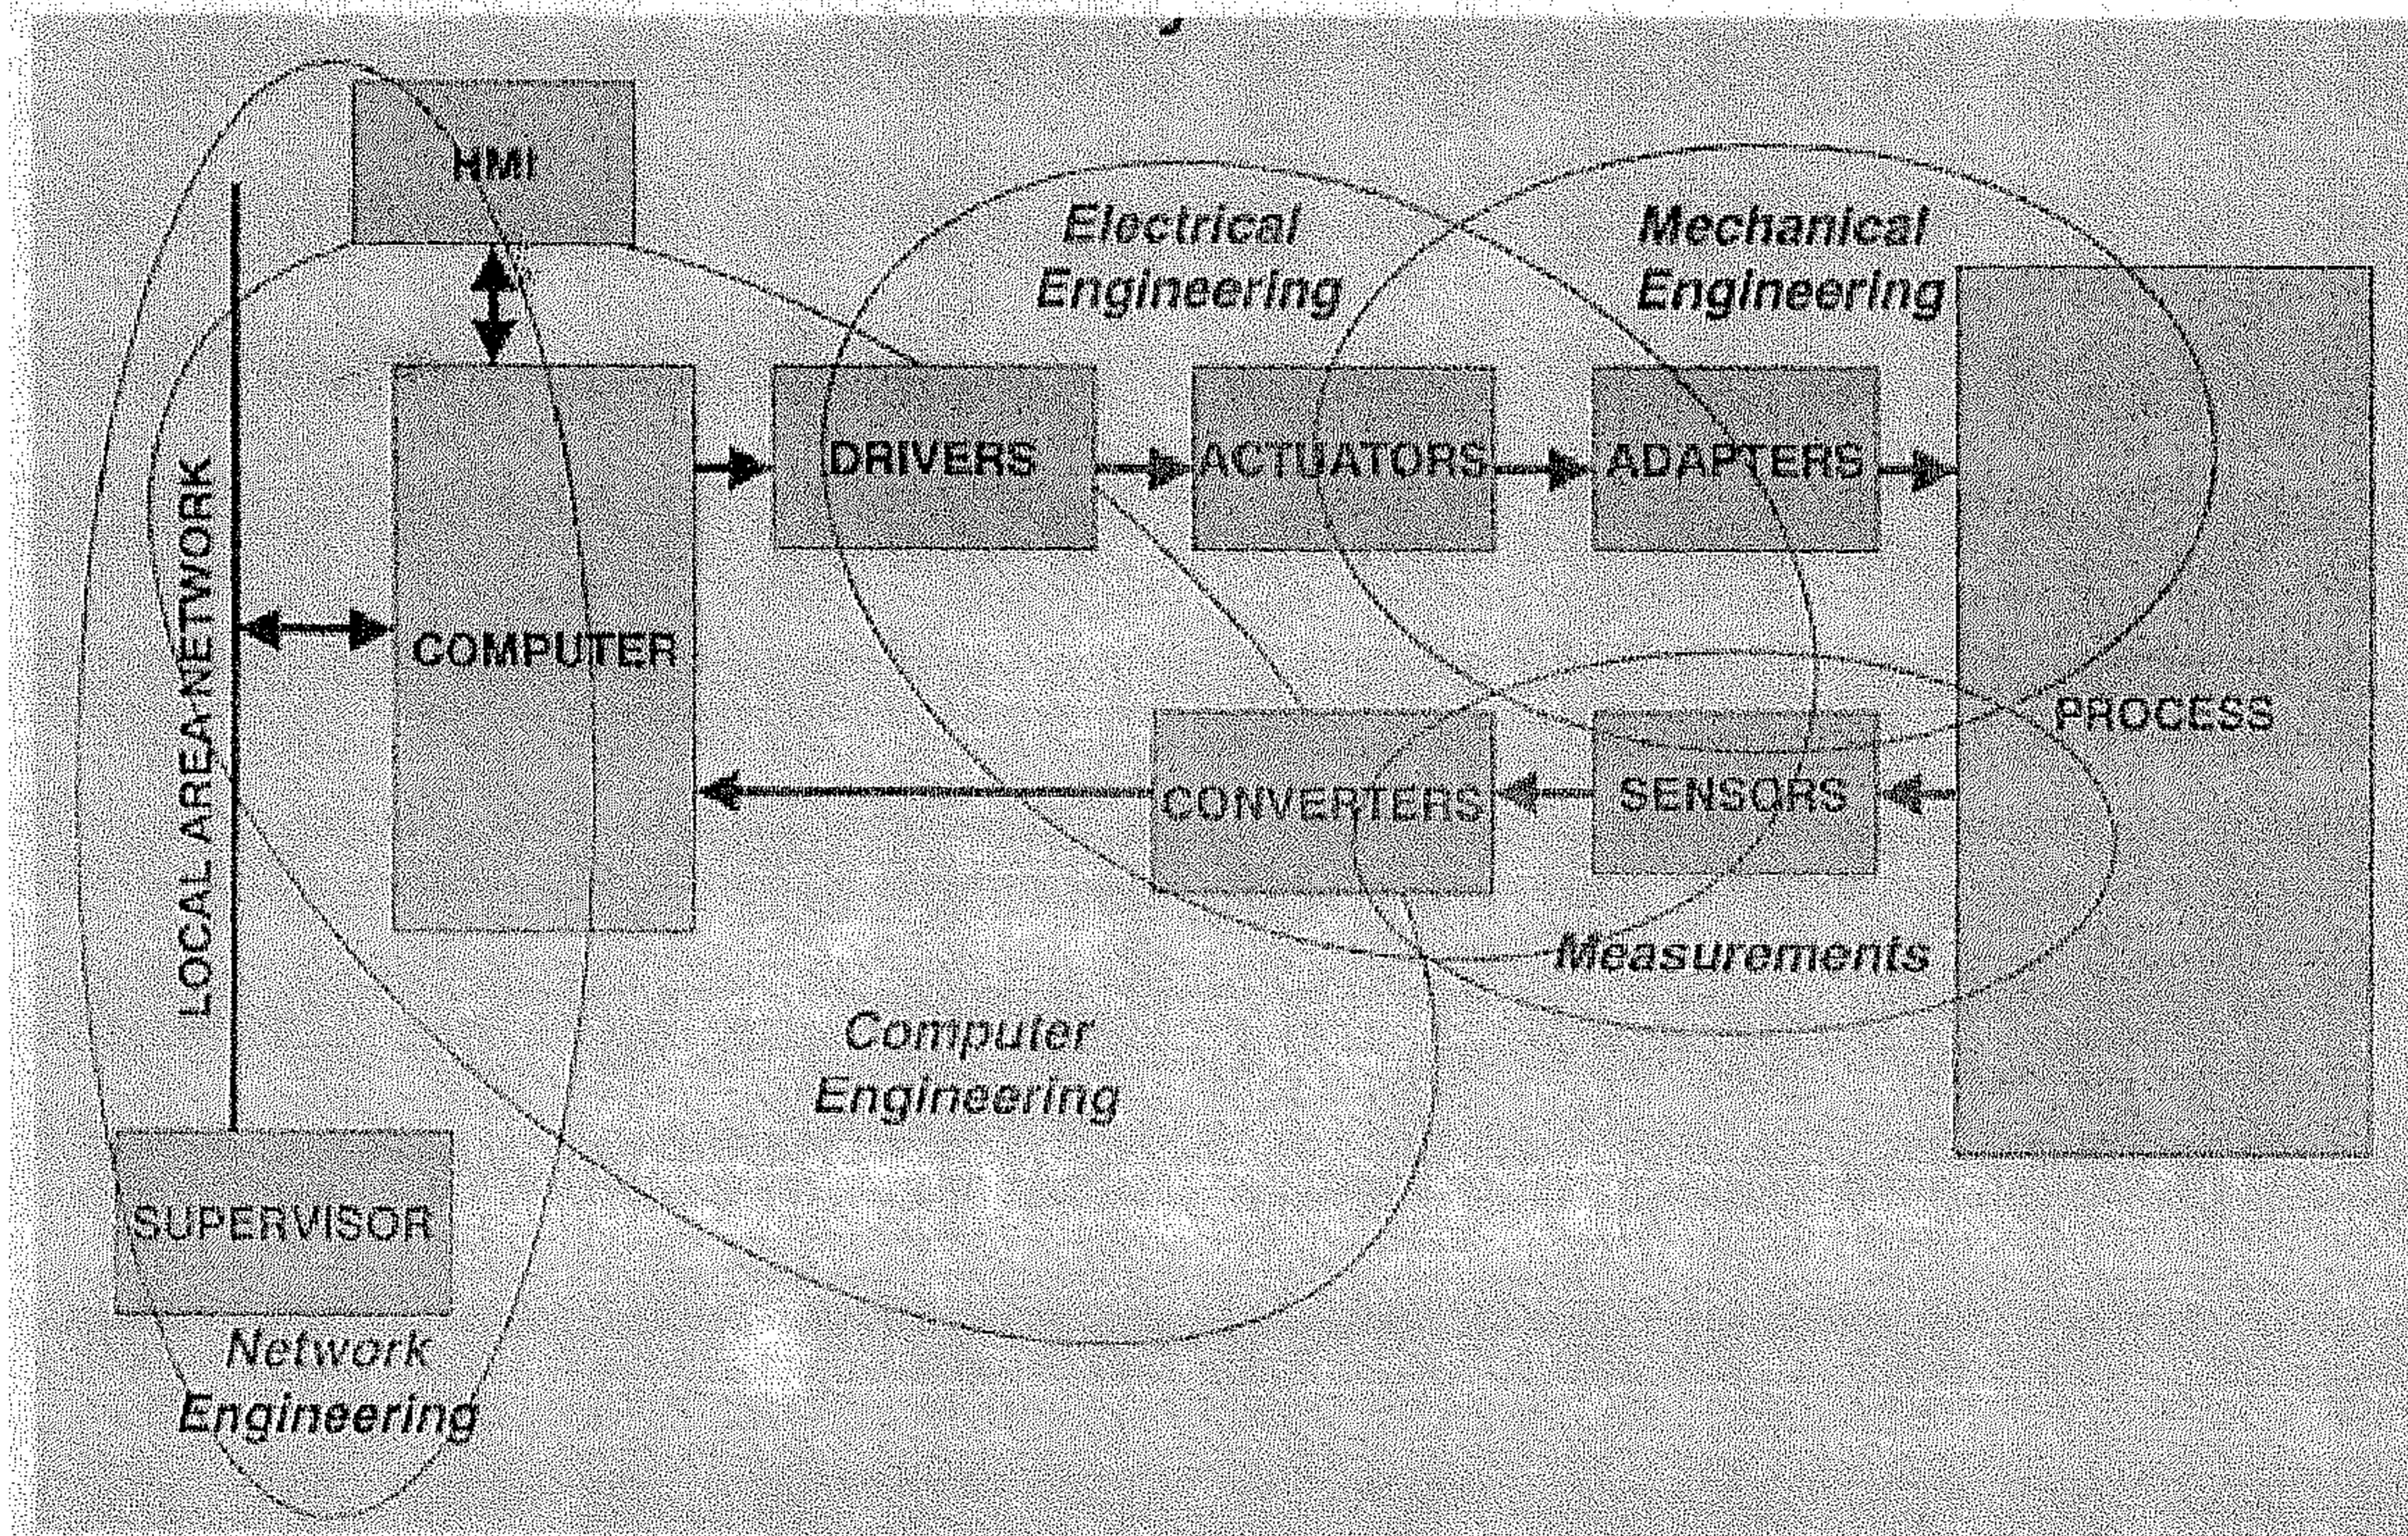 HMI
Electrical
Engineering
Mechanical
Engineering
LOCAL AREA NETWORK
COMPUTER
DRIVERS
ACTUATORS
ADAPTERS
PROCESS
CONVERTERS
SENSORS
Measurements
Computer
Engineering
SUPERVISOR
Network
Engineering